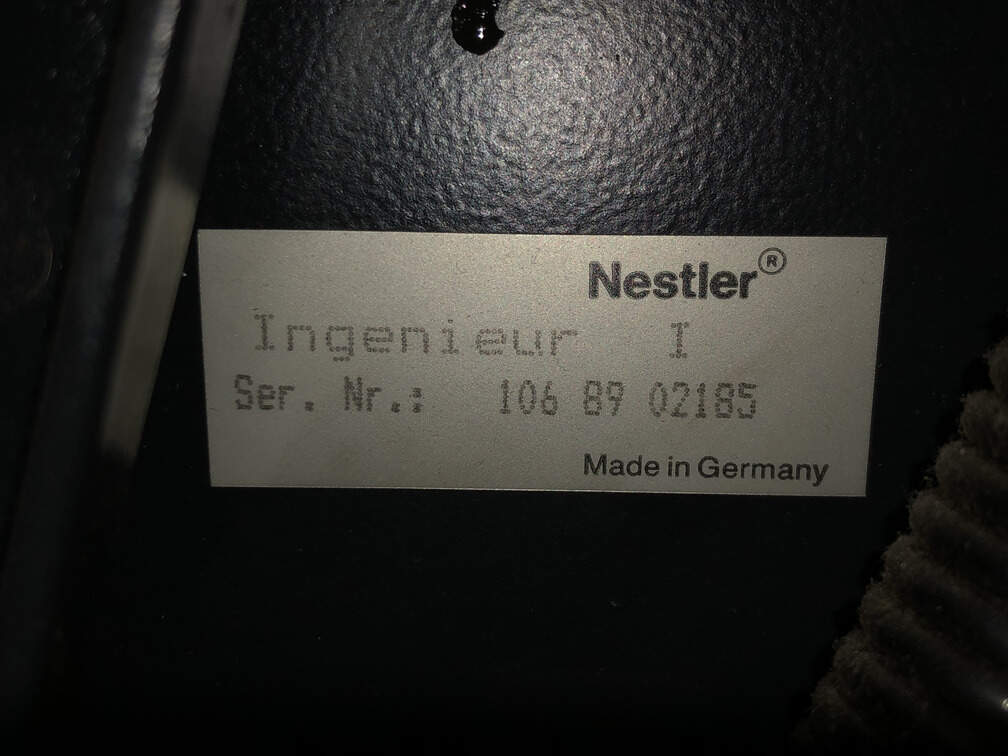 Nestler®
Ingenieur I
Ser. Nr.: 106 89 02185
Made in Germany